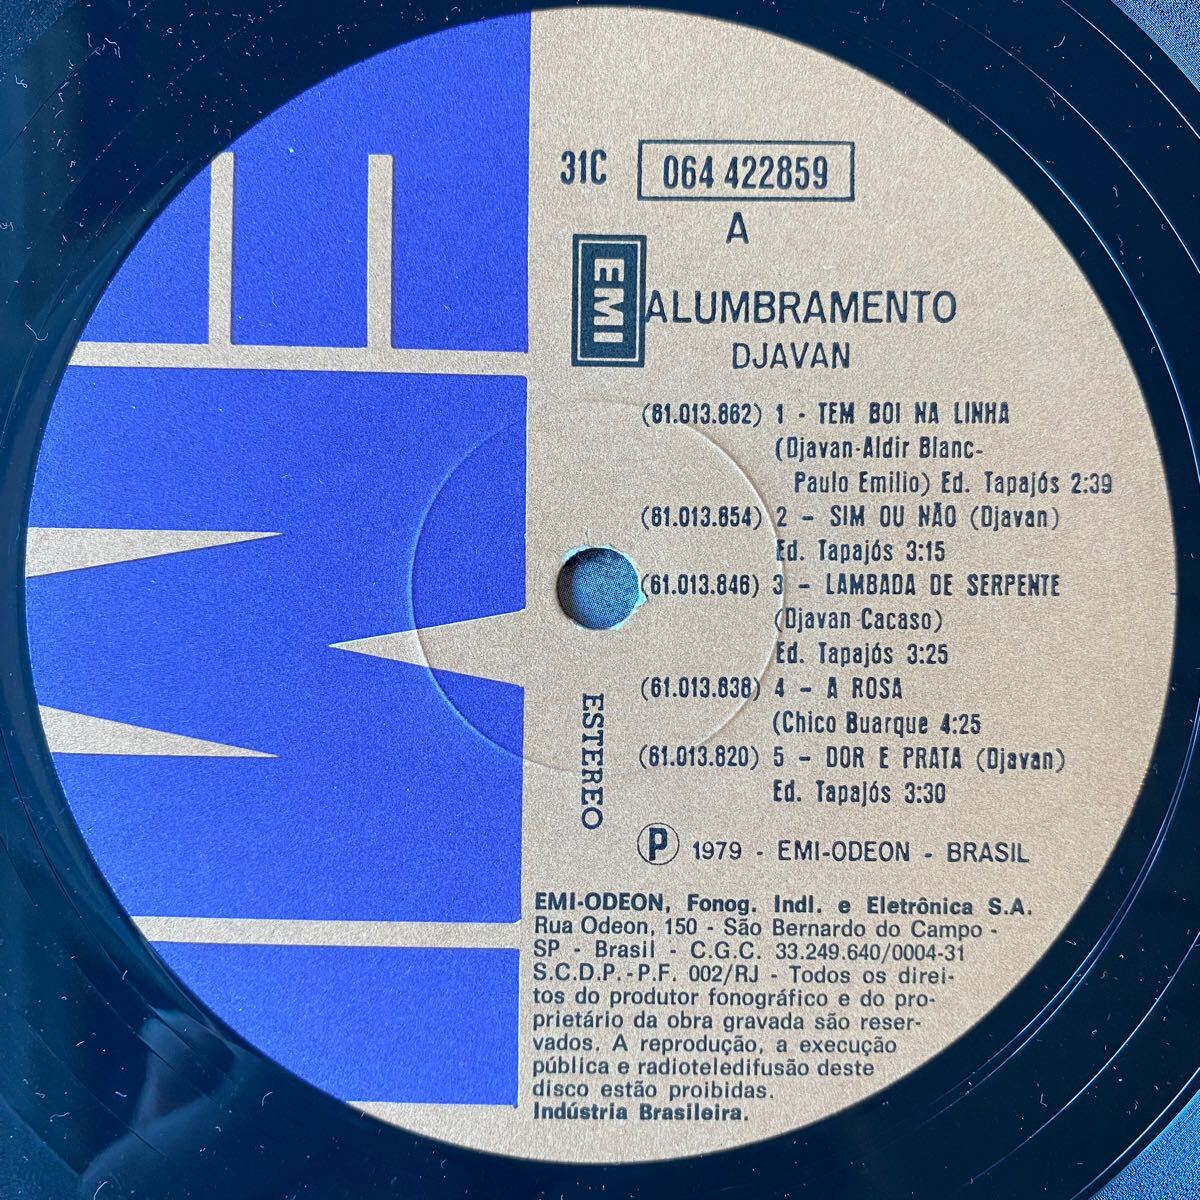 31C 064 422859
A
EMI
ALUMBRAMENTO
DJAVAN
(61.013.862) 1 - TEM BOI NA LINHA
(Djavan-Aldir Blanc-
Paulo Emilio) Ed. Tapajós 2:39
(61.013.854) 2 - SIM OU NÃO (Djavan)
Ed. Tapajós 3:15
(61.013.846) 3 - LAMBADA DE SERPENTE
(Djavan-Cacaso)
Ed. Tapajós 3:25
(61.013.838) 4 - A ROSA
(Chico Buarque 4:25
(61.013.820) 5 - DOR E PRATA (Djavan)
Ed. Tapajós 3:30
ESTEREO
Ⓟ 1979 - EMI-ODEON - BRASIL
EMI-ODEON, Fonog. Indl. e Eletrônica S.A.
Rua Odeon, 150 - São Bernardo do Campo -
SP - Brasil - C.G.C. 33.249.640/0004-31
S.C.D.P.-P.F. 002/RJ - Todos os direi-
tos do produtor fonográfico e do pro-
prietário da obra gravada são reser-
vados. A reprodução, a execução
pública e radioteledifusão deste
disco estão proibidas.
Indústria Brasileira.